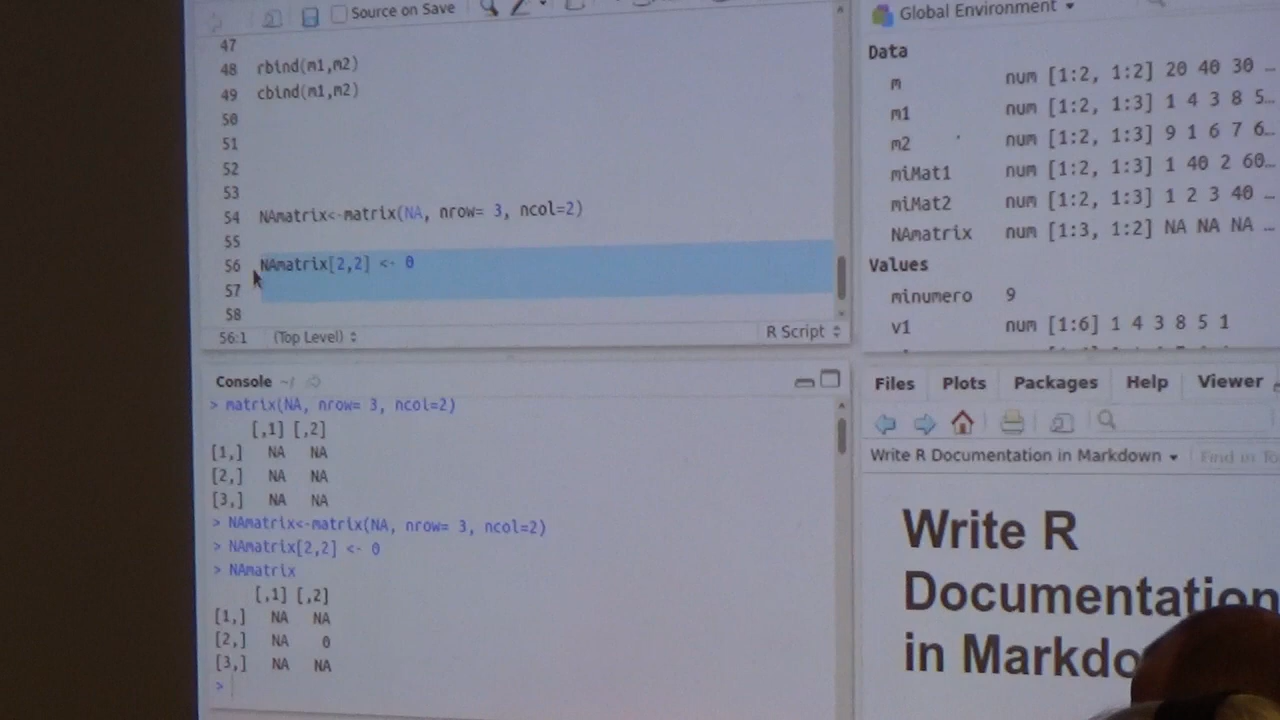 Source on Save
47
48 rbind(m1,m2)
49 cbind(m1,m2)
50
51
52
53
54 NAmatrix<-matrix(NA, nrow= 3, ncol=2)
55
56 NAmatrix[2,2] <- 0
57
58
56:1 (Top Level) R Script
Console ~/
> matrix(NA, nrow= 3, ncol=2)
[,1] [,2]
[1,] NA NA
[2,] NA NA
[3,] NA NA
> NAmatrix<-matrix(NA, nrow= 3, ncol=2)
> NAmatrix[2,2] <- 0
> NAmatrix
[,1] [,2]
[1,] NA NA
[2,] NA 0
[3,] NA NA
>
Global Environment
Data
m num [1:2, 1:2] 20 40 30 …
m1 num [1:2, 1:3] 1 4 3 8 5…
m2 num [1:2, 1:3] 9 1 6 7 6…
miMat1 num [1:2, 1:3] 1 40 2 60…
miMat2 num [1:2, 1:3] 1 2 3 40 …
NAmatrix num [1:3, 1:2] NA NA NA …
Values
minumero 9
v1 num [1:6] 1 4 3 8 5 1
Files Plots Packages Help Viewer
Write R Documentation in Markdown Find in To
Write R
Documentation
in Markdo